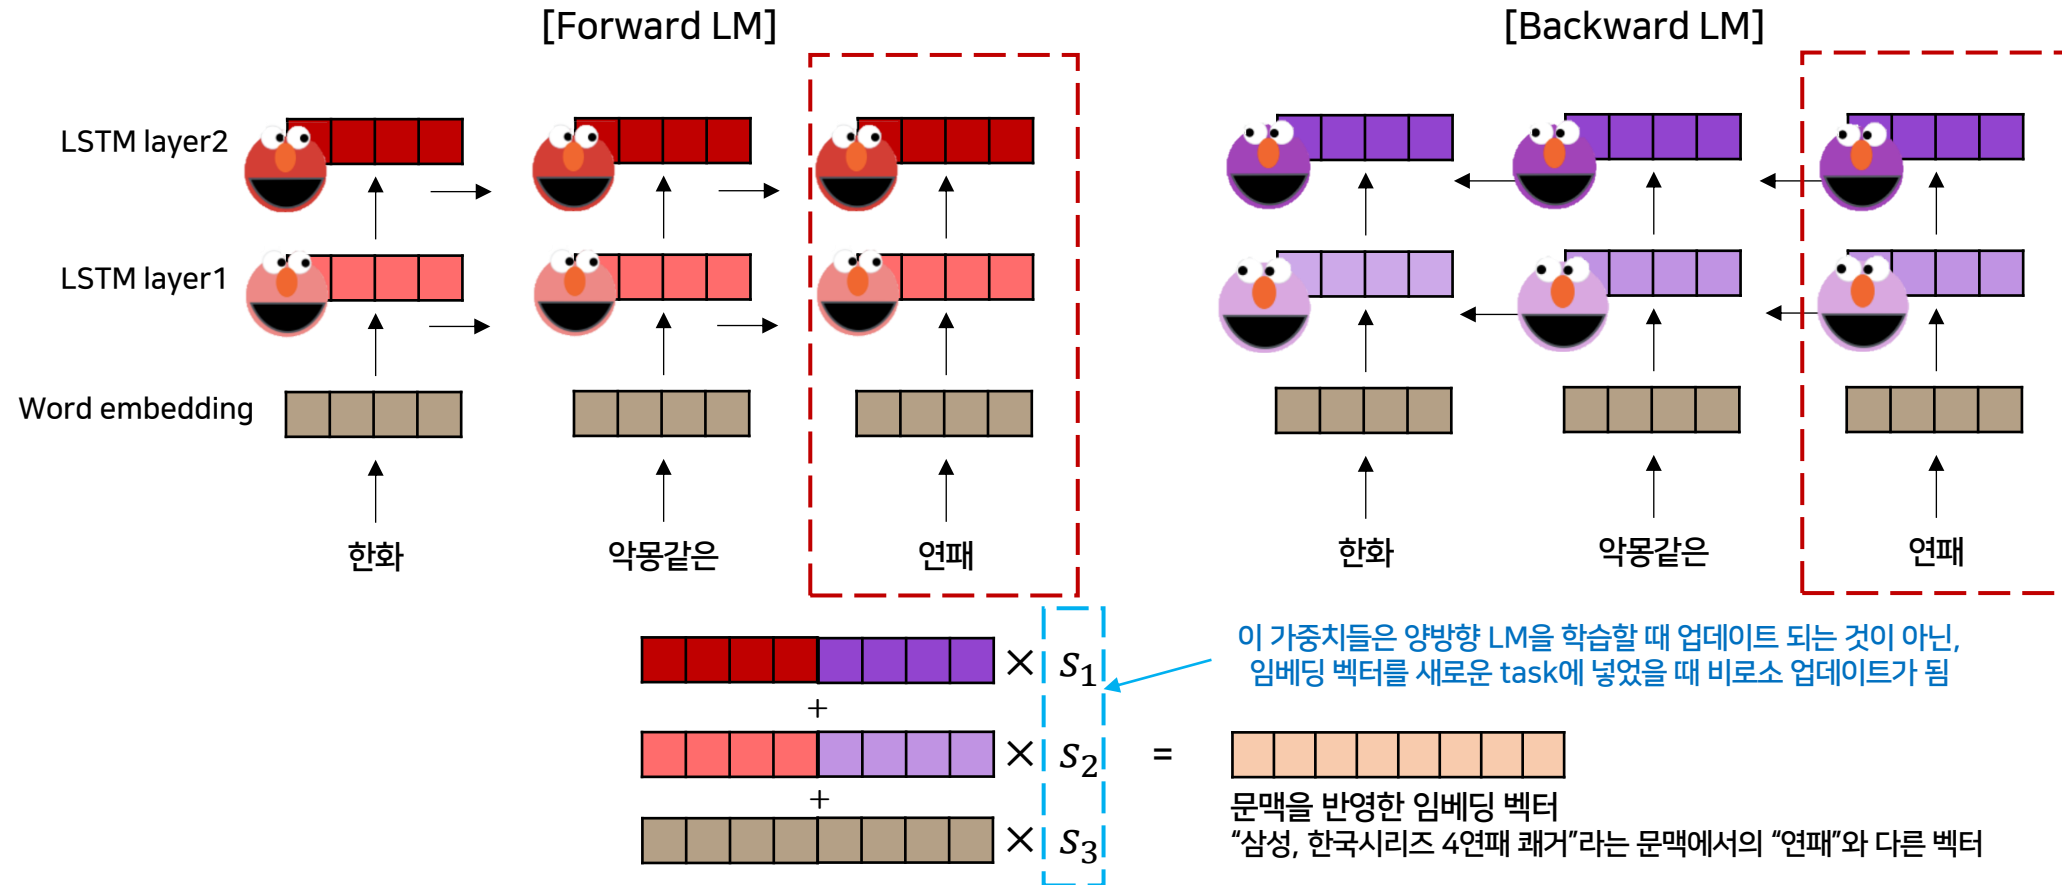 [Forward LM]
[Backward LM]
LSTM layer2
LSTM layer1
Word embedding
한화
악몽같은
연패
한화
악몽같은
연패
× s₁
+
× s₂
+
× s₃
=
이 가중치들은 양방향 LM을 학습할 때 업데이트 되는 것이 아닌,
임베딩 벡터를 새로운 task에 넣었을 때 비로소 업데이트가 됨
문맥을 반영한 임베딩 벡터
“삼성, 한국시리즈 4연패 쾌거”라는 문맥에서의 “연패”와 다른 벡터